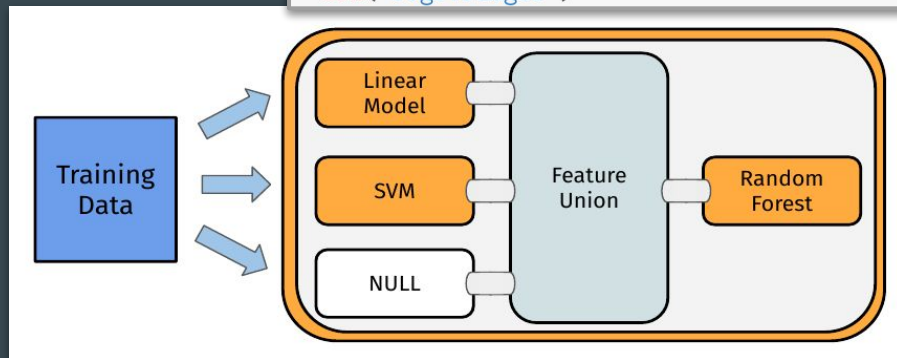 Linear
Model
Training
Data
SVM
Feature
Union
Random
Forest
NULL